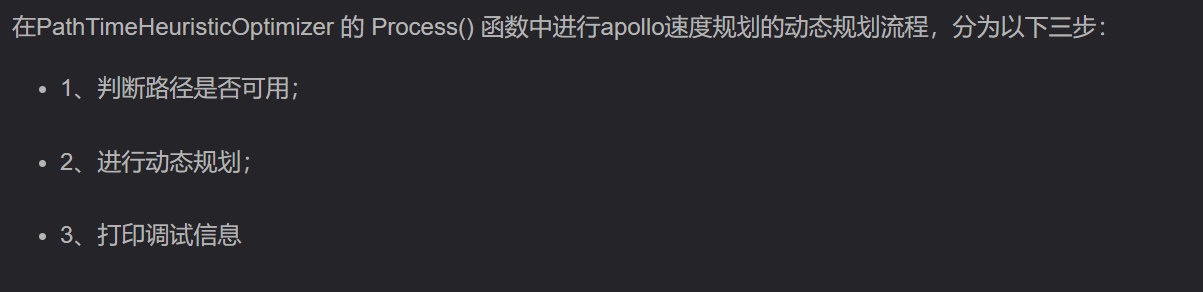 在PathTimeHeuristicOptimizer 的 Process() 函数中进行apollo速度规划的动态规划流程，分为以下三步：
1、判断路径是否可用；
2、进行动态规划；
3、打印调试信息